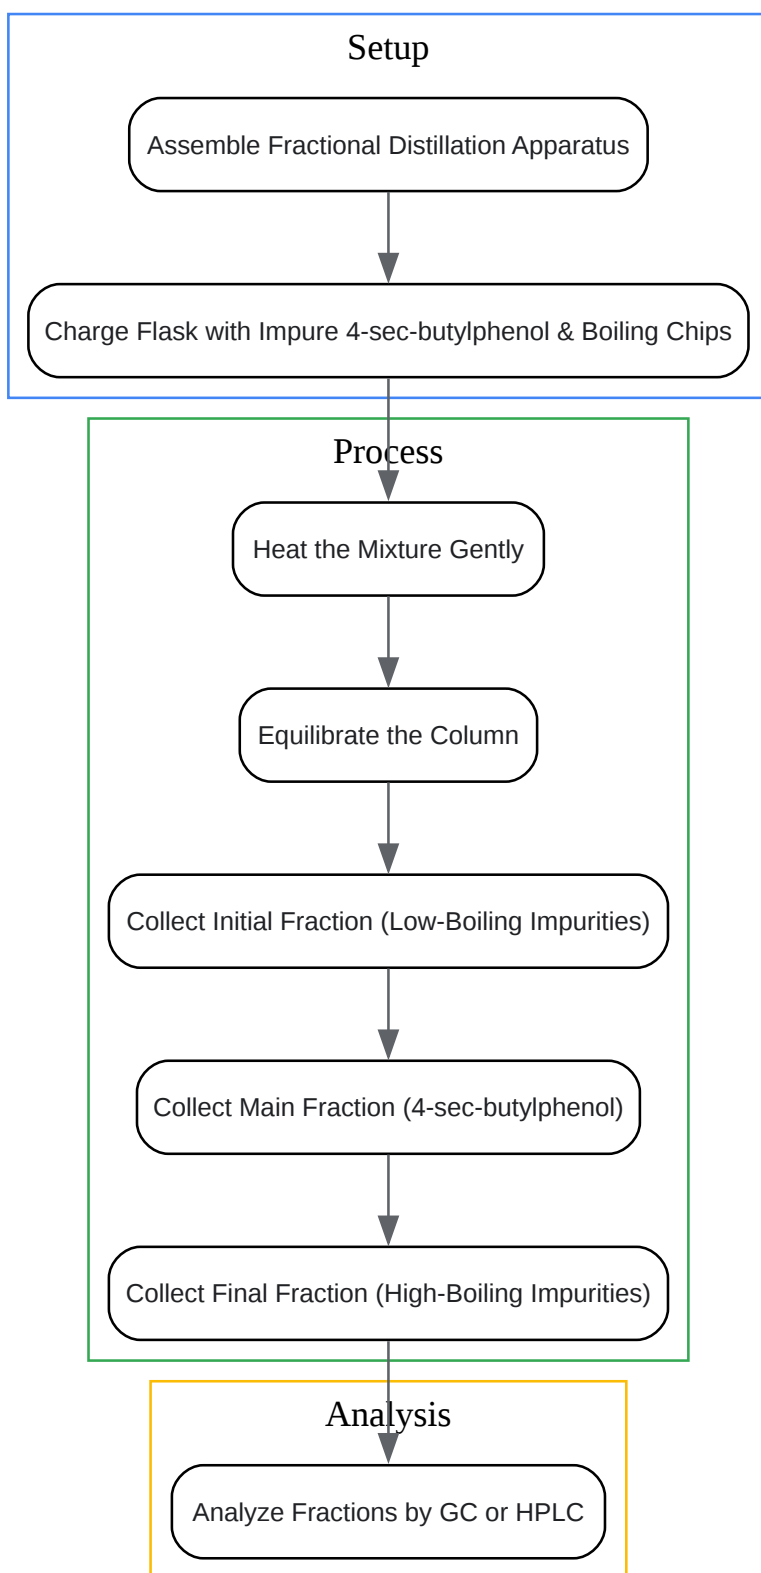 Setup
Assemble Fractional Distillation Apparatus
Charge Flask with Impure 4-sec-butylphenol & Boiling Chips
Process
Heat the Mixture Gently
Equilibrate the Column
Collect Initial Fraction (Low-Boiling Impurities)
Collect Main Fraction (4-sec-butylphenol)
Collect Final Fraction (High-Boiling Impurities)
Analysis
Analyze Fractions by GC or HPLC